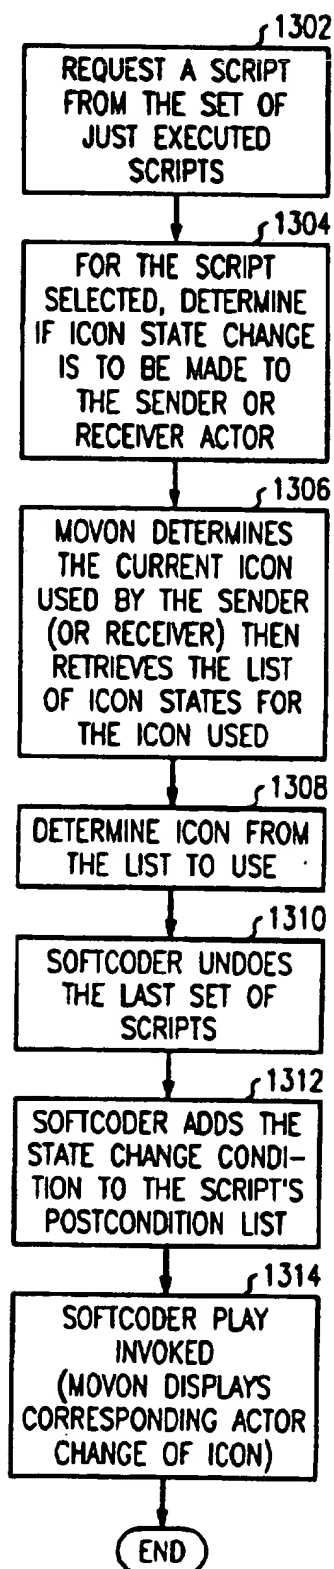 1302
REQUEST A SCRIPT
FROM THE SET OF
JUST EXECUTED
SCRIPTS
1304
FOR THE SCRIPT
SELECTED, DETERMINE
IF ICON STATE CHANGE
IS TO BE MADE TO
THE SENDER OR
RECEIVER ACTOR
1306
MOVON DETERMINES
THE CURRENT ICON
USED BY THE SENDER
(OR RECEIVER) THEN
RETRIEVES THE LIST
OF ICON STATES FOR
THE ICON USED
1308
DETERMINE ICON FROM
THE LIST TO USE
1310
SOFTCODER UNDOES
THE LAST SET OF
SCRIPTS
1312
SOFTCODER ADDS THE
STATE CHANGE CONDI-
TION TO THE SCRIPT'S
POSTCONDITION LIST
1314
SOFTCODER PLAY
INVOKED
(MOVON DISPLAYS
CORRESPONDING ACTOR
CHANGE OF ICON)
END